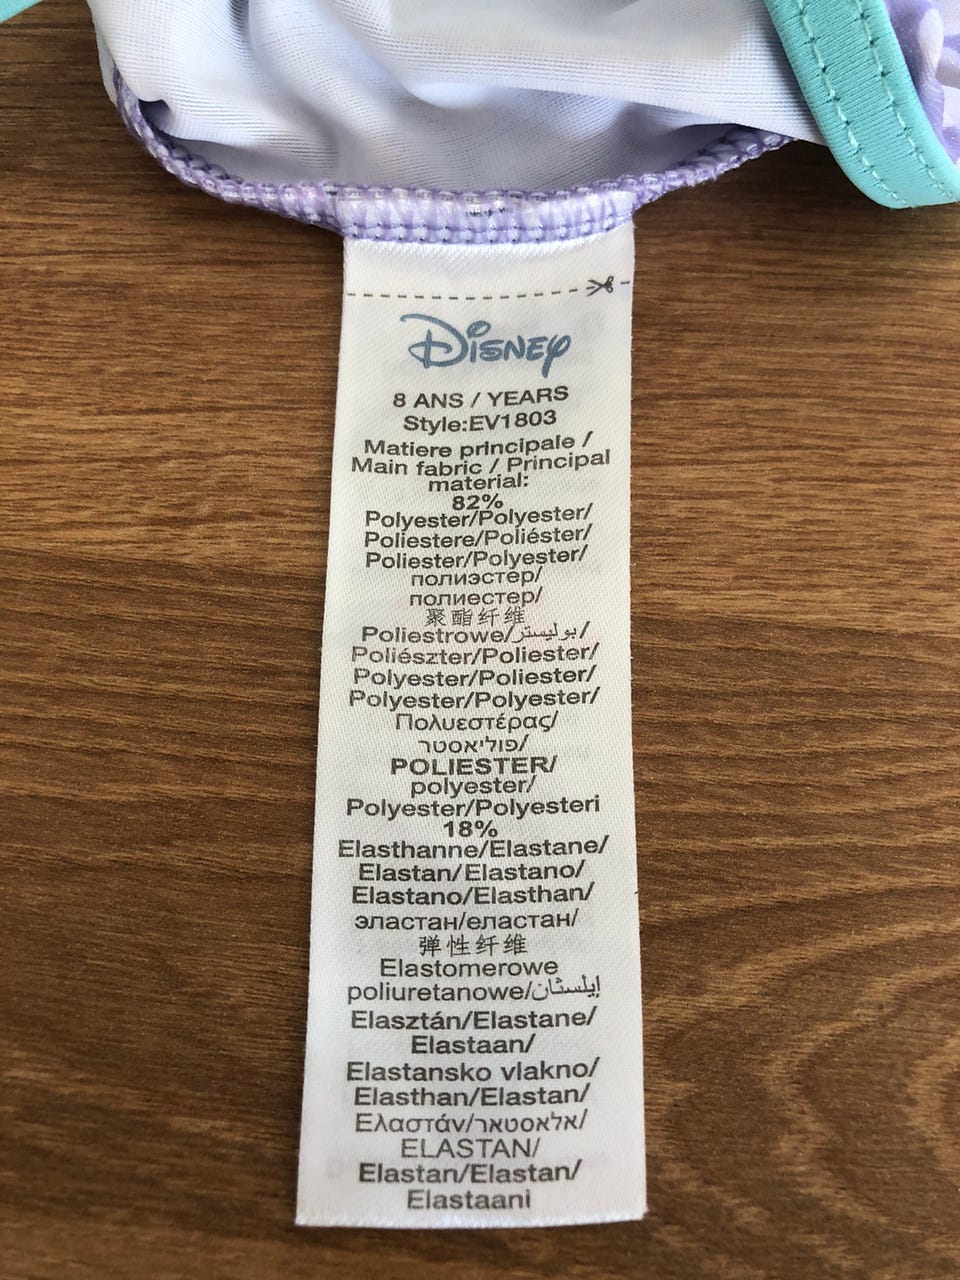 Disney
8 ANS / YEARS
Style:EV1803
Matiere principale /
Main fabric / Principal
material:
82%
Polyester/Polyester/
Poliestere/Poliéster/
Poliester/Polyester/
полиэстер/
полиестер/
聚酯纤维
Poliestrowe/بوليستر/
Poliészter/Poliester/
Polyester/Poliester/
Polyester/Polyester/
Πολυεστέρας/
פוליאסטר/
POLIESTER/
polyester/
Polyester/Polyesteri
18%
Elasthanne/Elastane/
Elastan/Elastano/
Elastano/Elasthan/
эластан/еластан/
弹性纤维
Elastomerowe
poliuretanowe/إيلستان
Elasztán/Elastane/
Elastaan/
Elastansko vlakno/
Elasthan/Elastan/
Ελαστάν/אלאסטאר/
ELASTAN/
Elastan/Elastan/
Elastaani